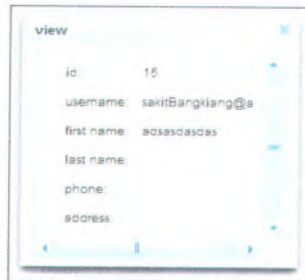 view
id: 15
username: sakitBangkiang@a
first name: adsasdasdas
last name:
phone:
address: